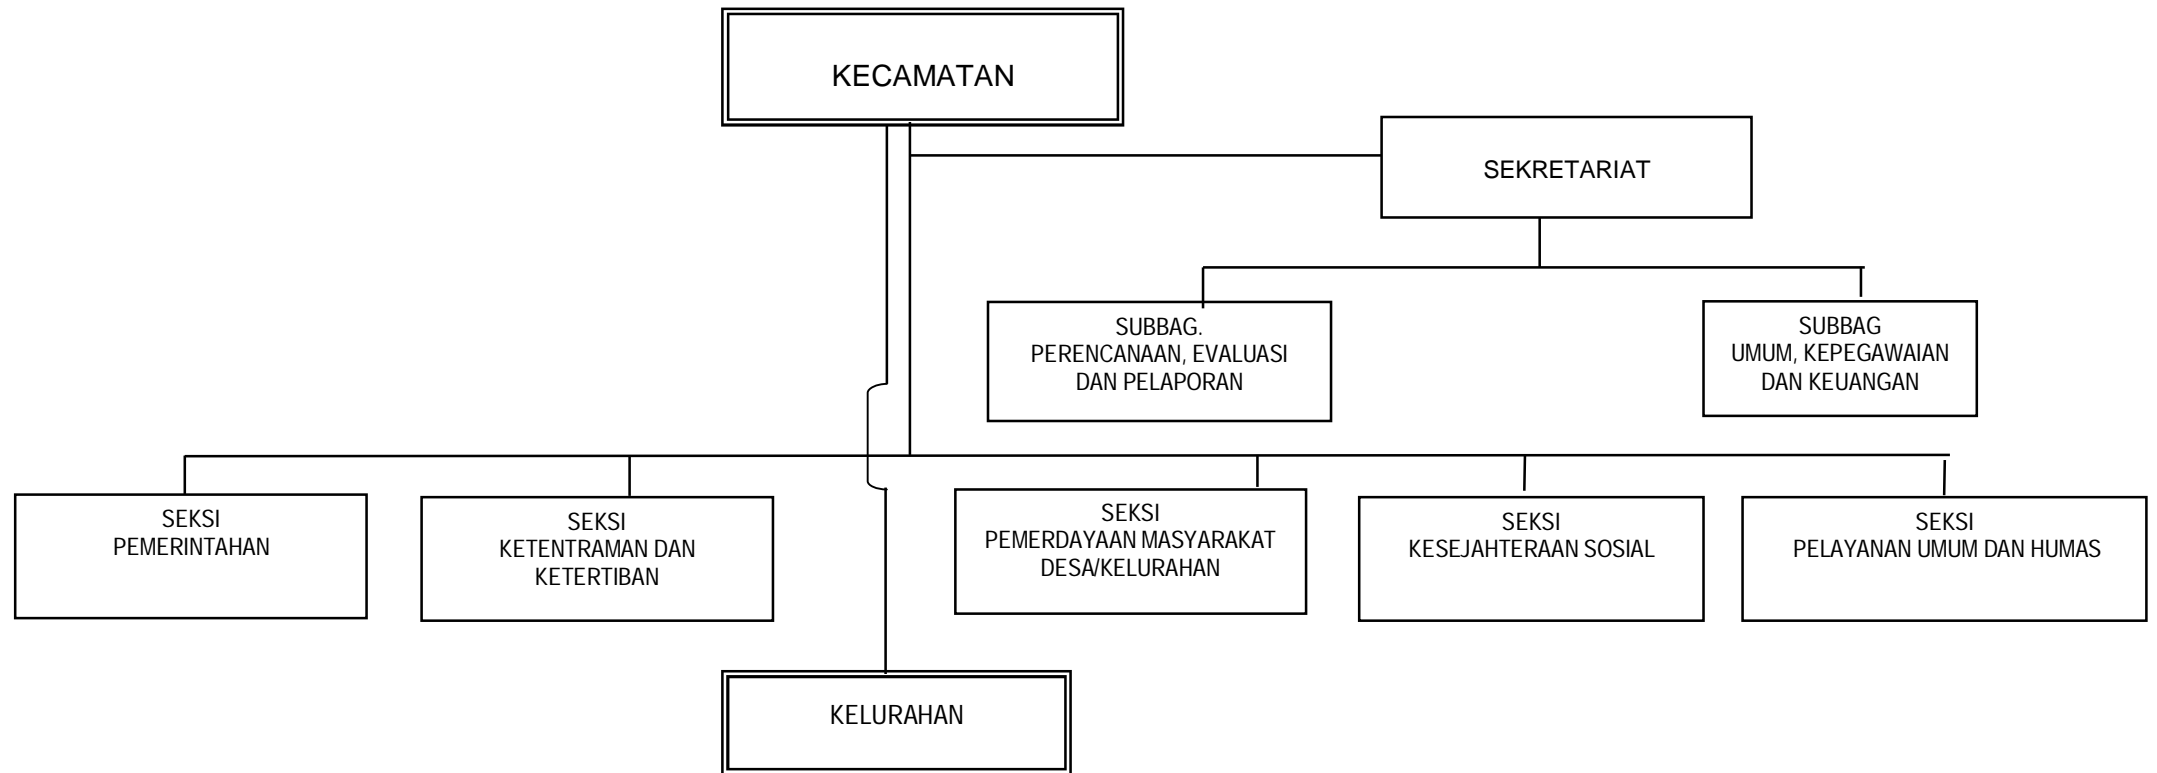 KECAMATAN
SEKRETARIAT
SUBBAG.
PERENCANAAN, EVALUASI
DAN PELAPORAN
SUBBAG
UMUM, KEPEGAWAIAN
DAN KEUANGAN
SEKSI
PEMERINTAHAN
SEKSI
KETENTRAMAN DAN
KETERTIBAN
SEKSI
PEMERDAYAAN MASYARAKAT
DESA/KELURAHAN
SEKSI
KESEJAHTERAAN SOSIAL
SEKSI
PELAYANAN UMUM DAN HUMAS
KELURAHAN